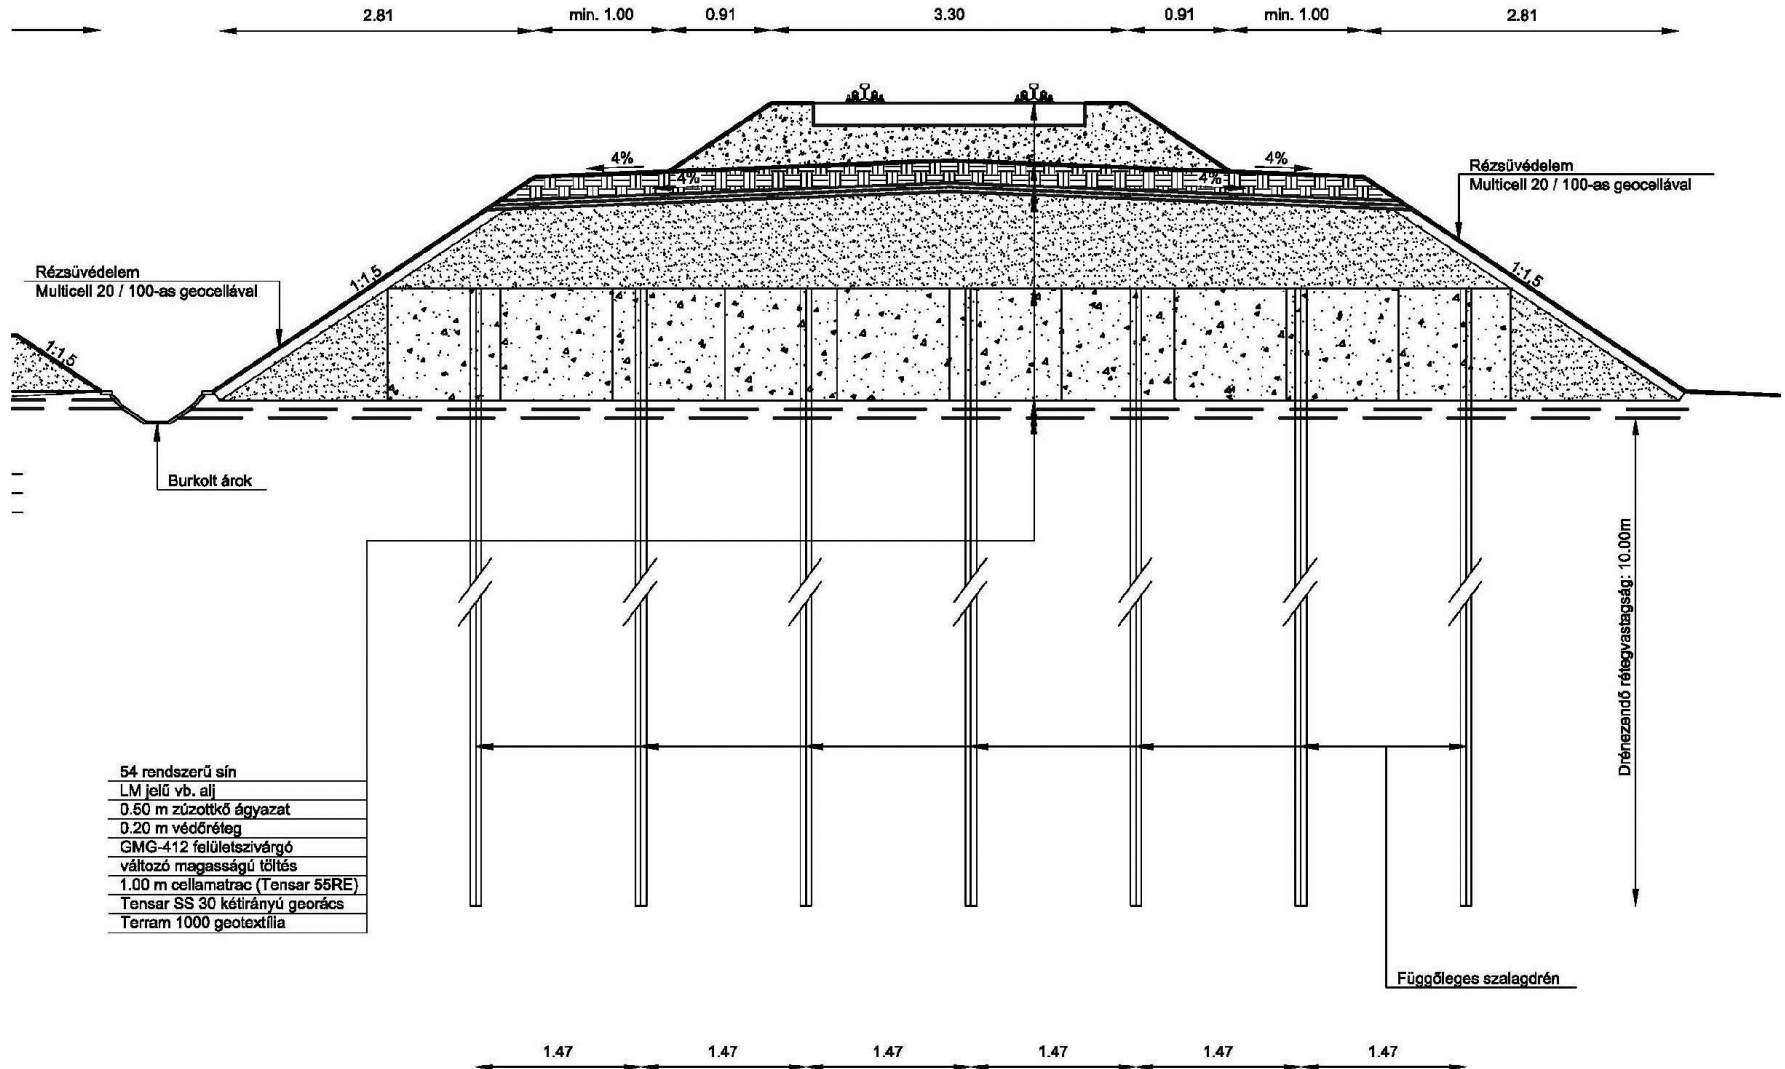 2.81 min. 1.00 0.91 3.30 0.91 min. 1.00 2.81
4% 4%
4% 4%
Rézsüvédelem
Multicell 20 / 100-as geocellával
Rézsüvédelem
Multicell 20 / 100-as geocellával
1:1,5
1:1,5
1:1,5
Burkolt árok
Drénezendő rétegvastagság: 10.00m
54 rendszerű sín
LM jelű vb. alj
0.50 m zúzottkő ágyazat
0.20 m védőréteg
GMG-412 felületszivárgó
változó magasságú töltés
1.00 m cellamatrac (Tensar 55RE)
Tensar SS 30 kétirányú georács
Terram 1000 geotextília
Függőleges szalagdrén
1.47 1.47 1.47 1.47 1.47 1.47